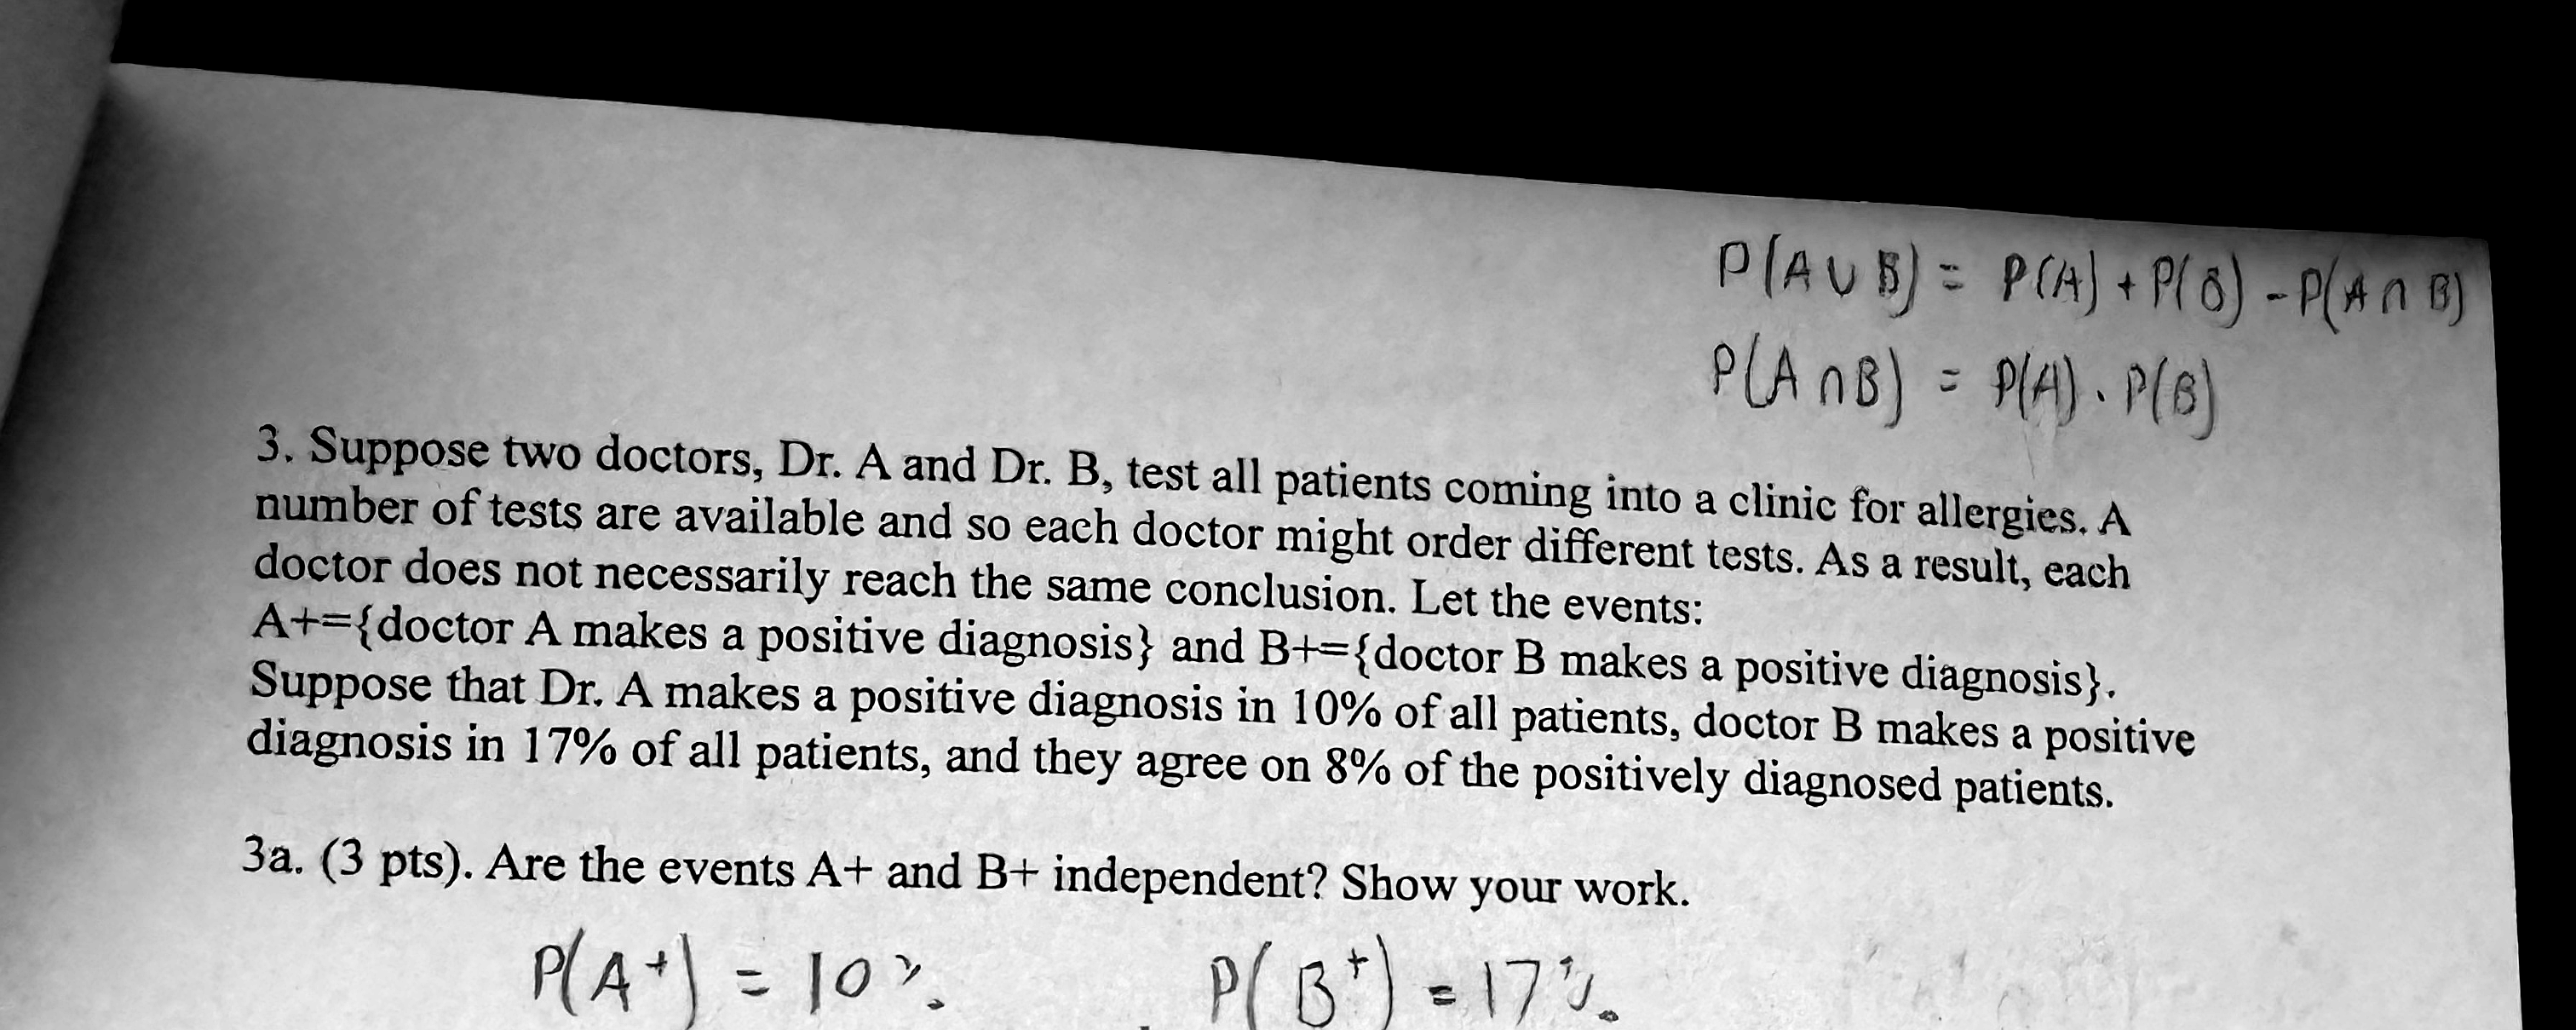 P(A ∪ B) = P(A) + P(B) - P(A ∩ B)
P(A ∩ B) = P(A) . P(B)
3. Suppose two doctors, Dr. A and Dr. B, test all patients coming into a clinic for allergies. A
number of tests are available and so each doctor might order different tests. As a result, each
doctor does not necessarily reach the same conclusion. Let the events:
A+={doctor A makes a positive diagnosis} and B+={doctor B makes a positive diagnosis}.
Suppose that Dr. A makes a positive diagnosis in 10% of all patients, doctor B makes a positive
diagnosis in 17% of all patients, and they agree on 8% of the positively diagnosed patients.
3a. (3 pts). Are the events A+ and B+ independent? Show your work.
P(A⁺) = 10% P(B⁺) = 17%